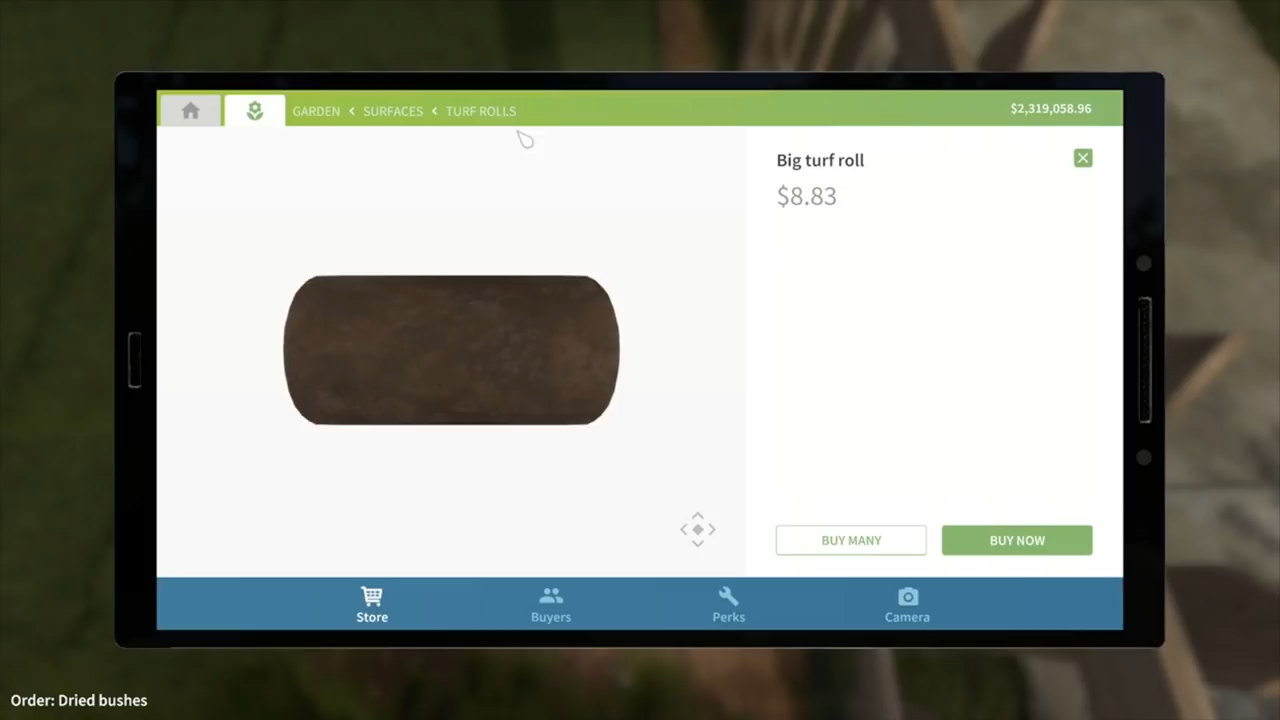 GARDEN < SURFACES < TURF ROLLS
$2,319,058.96
Big turf roll
$8.83
BUY MANY
BUY NOW
Store
Buyers
Perks
Camera
Order: Dried bushes